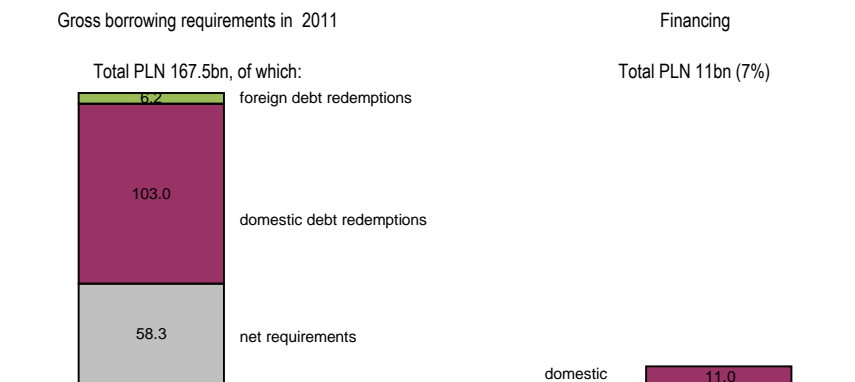 Gross borrowing requirements in 2011
Financing
Total PLN 167.5bn, of which:
Total PLN 11bn (7%)
6.2
foreign debt redemptions
103.0
domestic debt redemptions
58.3
net requirements
domestic
11.0